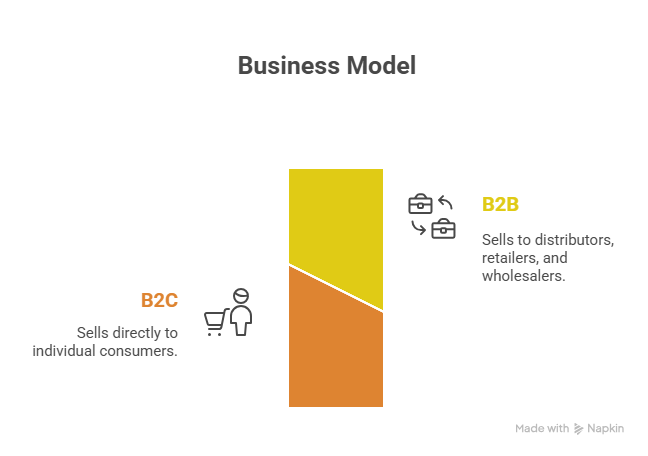 Business Model
B2B
Sells to distributors,
retailers, and
wholesalers.
B2C
Sells directly to
individual consumers.
Made with Napkin